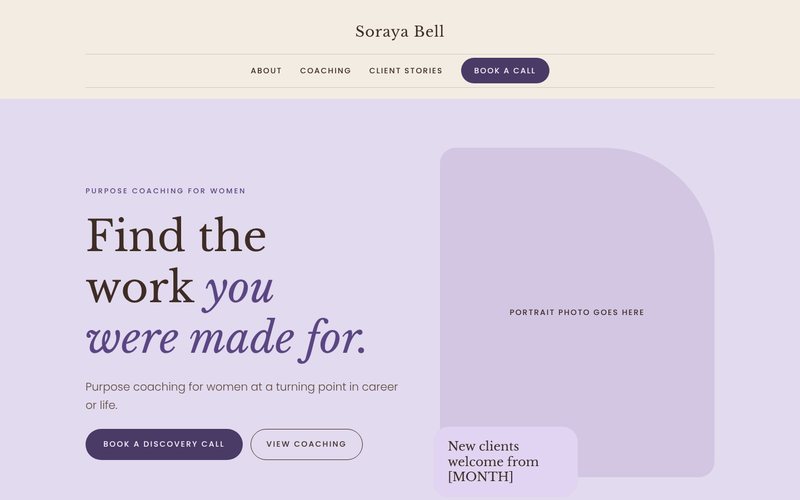 Soraya Bell
ABOUT
COACHING
CLIENT STORIES
BOOK A CALL
PURPOSE COACHING FOR WOMEN
Find the
work you
were made for.
Purpose coaching for women at a turning point in career
or life.
BOOK A DISCOVERY CALL
VIEW COACHING
PORTRAIT PHOTO GOES HERE
New clients
welcome from
[MONTH]